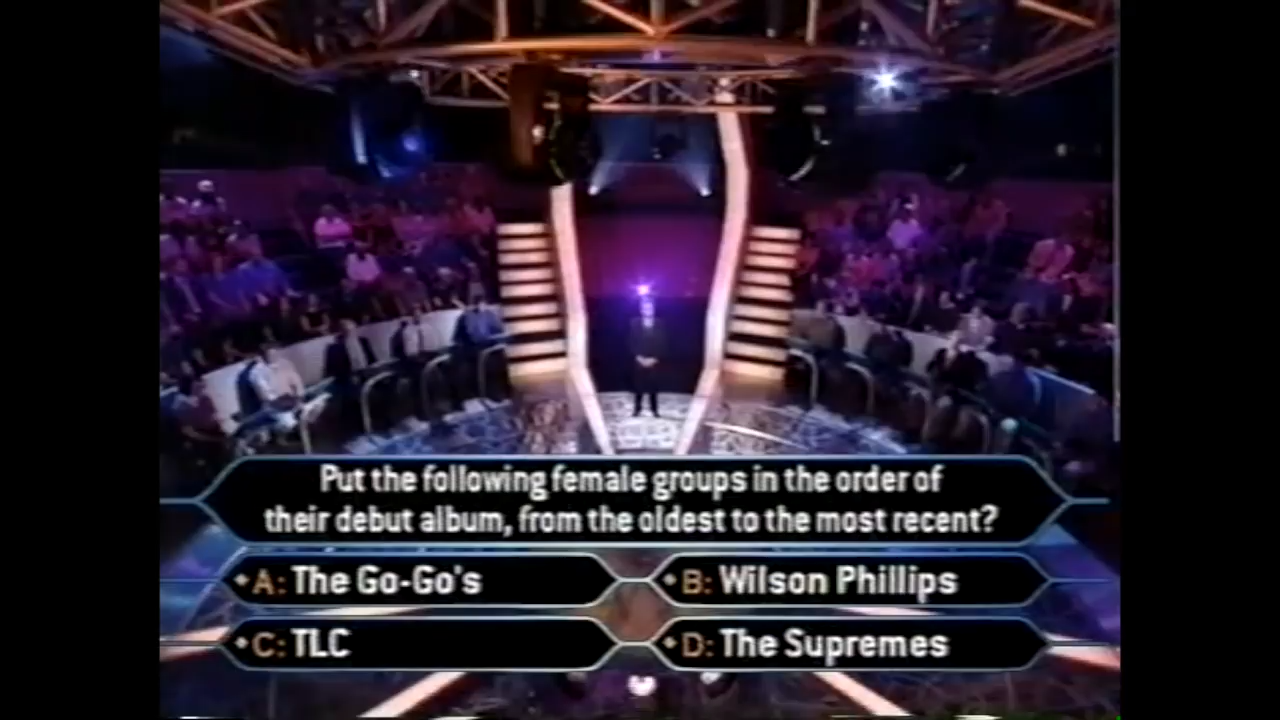 Put the following female groups in the order of
their debut album, from the oldest to the most recent?
A: The Go-Go's
B: Wilson Phillips
C: TLC
D: The Supremes